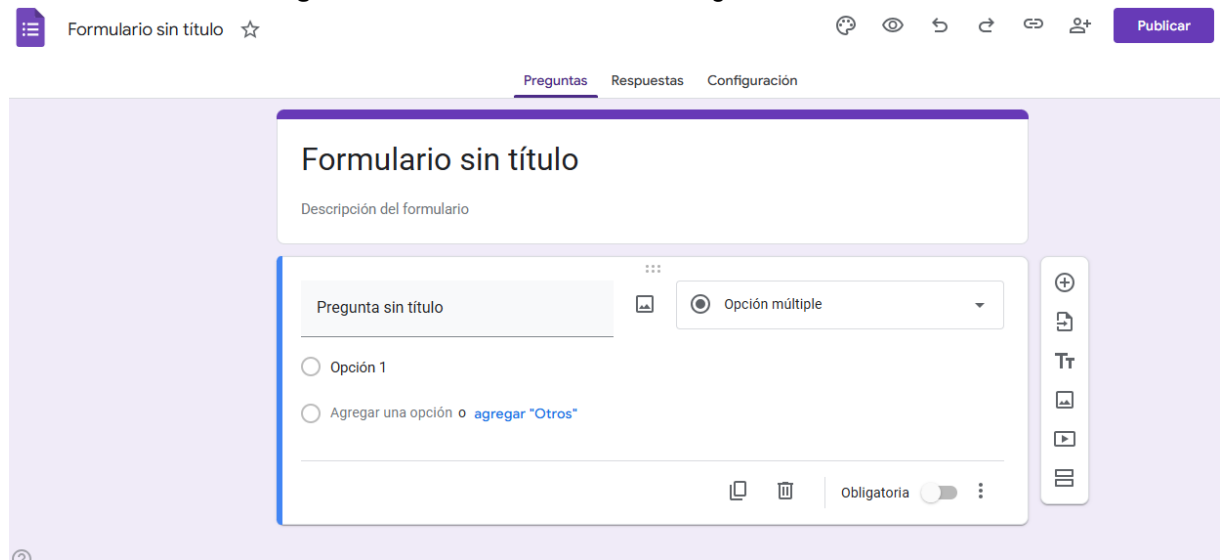 Formulario sin título
Publicar
Preguntas Respuestas Configuración
Formulario sin título
Descripción del formulario
Pregunta sin título
Opción múltiple
Opción 1
Agregar una opción o agregar "Otros"
Tт
Obligatoria